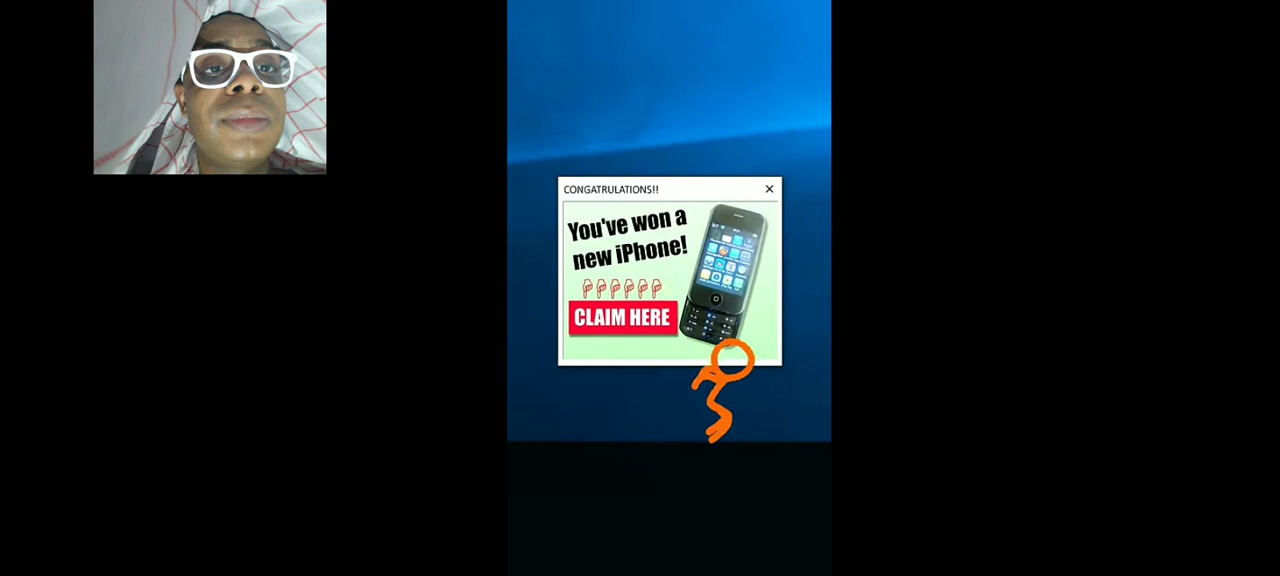 CONGATRULATIONS!!
You've won a
new iPhone!
CLAIM HERE